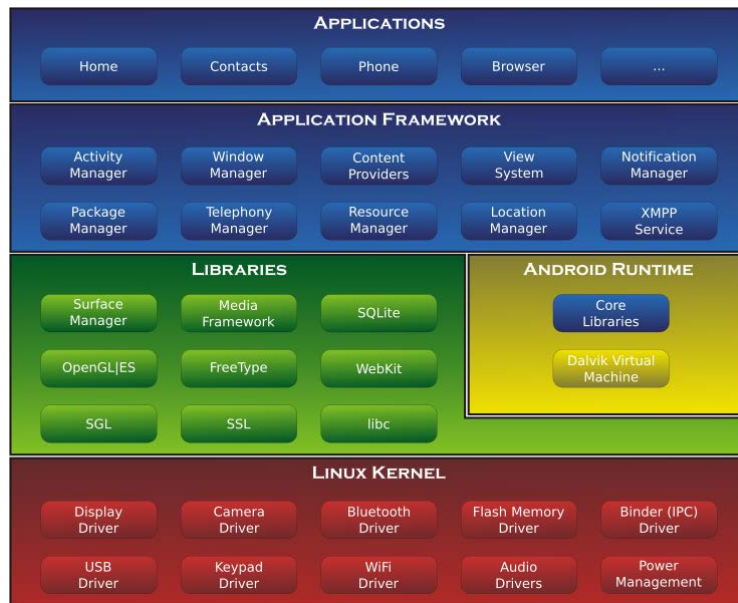 APPLICATIONS
Home
Contacts
Phone
Browser
...
APPLICATION FRAMEWORK
Activity
Manager
Window
Manager
Content
Providers
View
System
Notification
Manager
Package
Manager
Telephony
Manager
Resource
Manager
Location
Manager
XMPP
Service
LIBRARIES
Surface
Manager
Media
Framework
SQLite
OpenGL|ES
FreeType
WebKit
SGL
SSL
libc
ANDROID RUNTIME
Core
Libraries
Dalvik Virtual
Machine
LINUX KERNEL
Display
Driver
Camera
Driver
Bluetooth
Driver
Flash Memory
Driver
Binder (IPC)
Driver
USB
Driver
Keypad
Driver
WiFi
Driver
Audio
Drivers
Power
Management